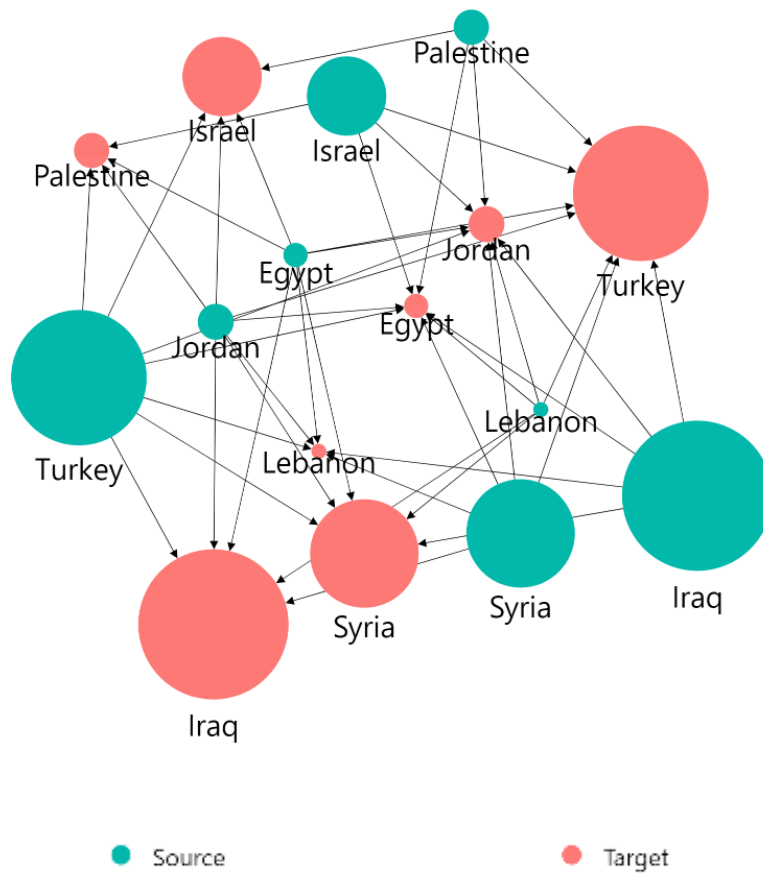 Palestine
Israel
Israel
Palestine
Jordan
Egypt
Turkey
Egypt
Jordan
Lebanon
Lebanon
Turkey
Iraq
Syria
Syria
Iraq
Source
Target